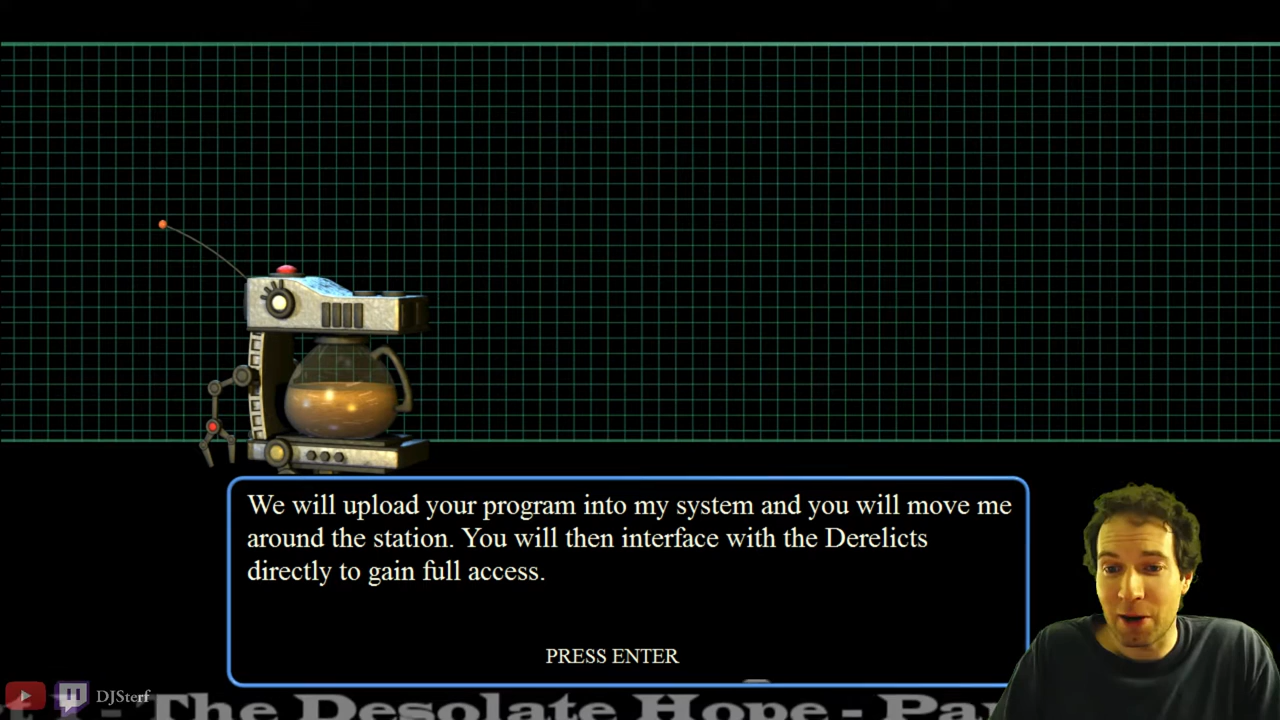 We will upload your program into my system and you will move me
around the station. You will then interface with the Derelicts
directly to gain full access.
PRESS ENTER
DJSterf
- The Desolate Hope - Par